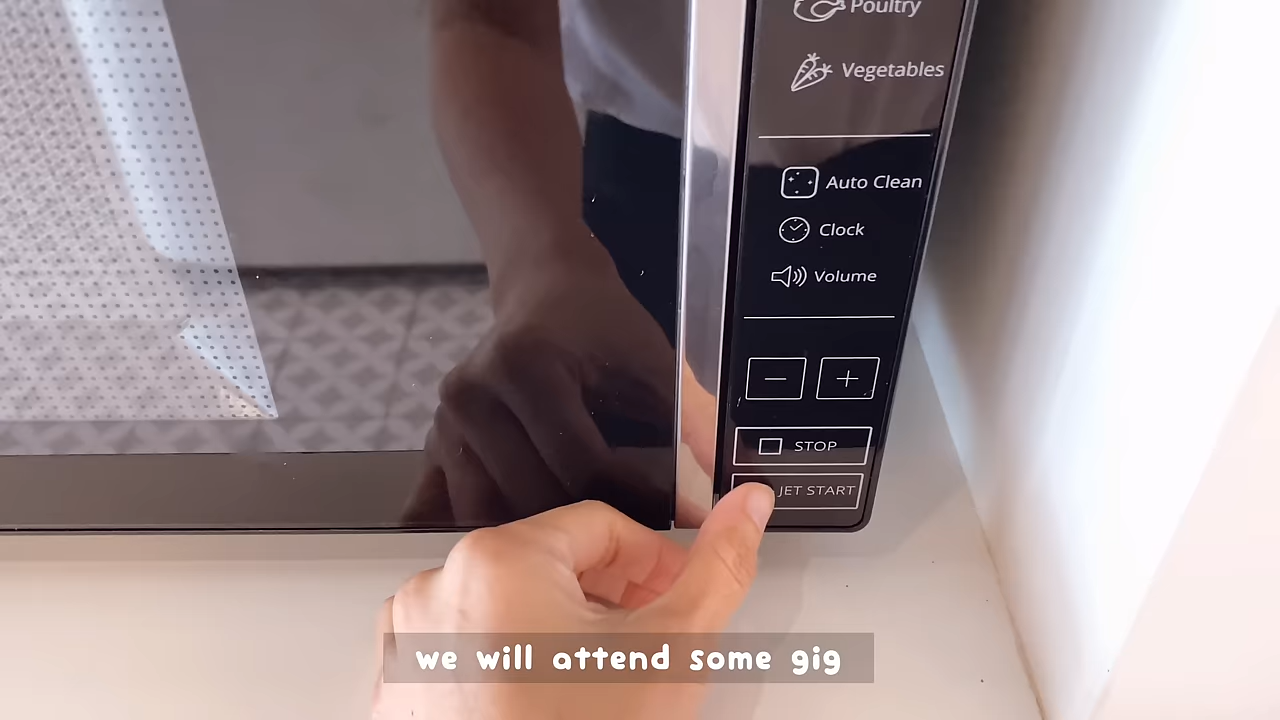 Poultry
Vegetables
Auto Clean
Clock
Volume
− +
STOP
JET START
we will attend some gig